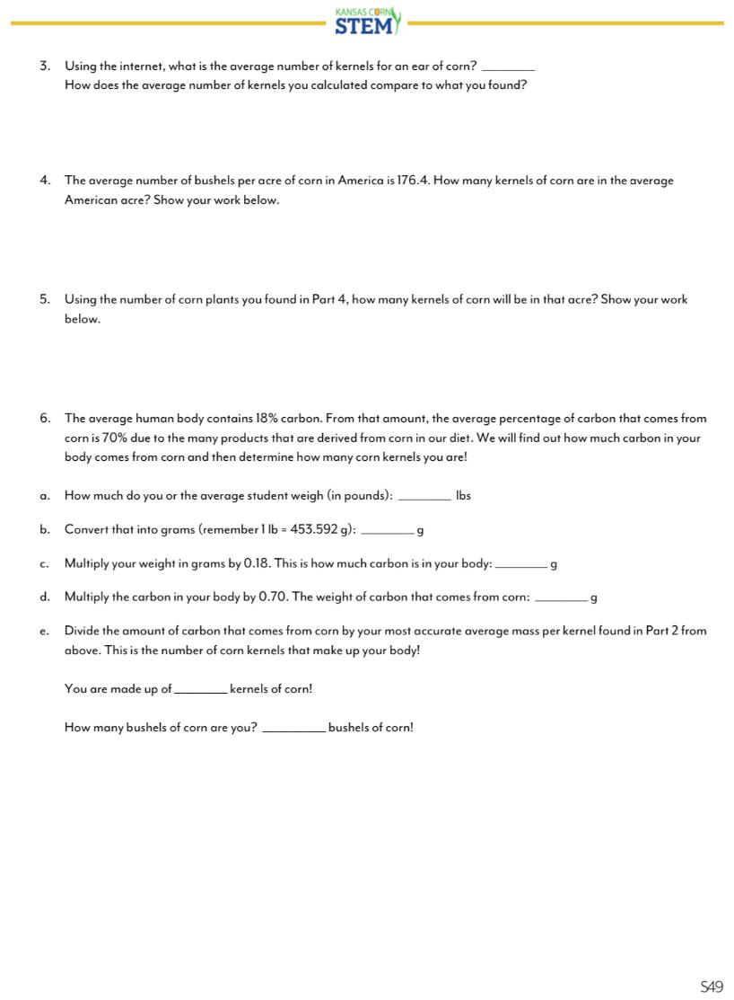 KANSAS CORN
STEM
3. Using the internet, what is the average number of kernels for an ear of corn? ________
How does the average number of kernels you calculated compare to what you found?
4. The average number of bushels per acre of corn in America is 176.4. How many kernels of corn are in the average
American acre? Show your work below.
5. Using the number of corn plants you found in Part 4, how many kernels of corn will be in that acre? Show your work
below.
6. The average human body contains 18% carbon. From that amount, the average percentage of carbon that comes from
corn is 70% due to the many products that are derived from corn in our diet. We will find out how much carbon in your
body comes from corn and then determine how many corn kernels you are!
a. How much do you or the average student weigh (in pounds): ________ lbs
b. Convert that into grams (remember 1 lb = 453.592 g): ________ g
c. Multiply your weight in grams by 0.18. This is how much carbon is in your body: ________ g
d. Multiply the carbon in your body by 0.70. The weight of carbon that comes from corn: ________ g
e. Divide the amount of carbon that comes from corn by your most accurate average mass per kernel found in Part 2 from
above. This is the number of corn kernels that make up your body!
You are made up of ________ kernels of corn!
How many bushels of corn are you? __________ bushels of corn!
S49